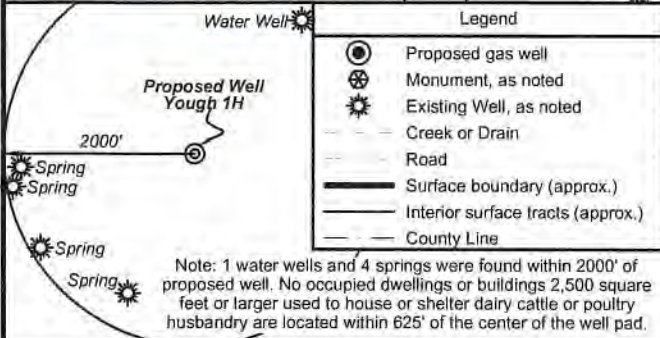 Water Well
Proposed Well
Yough 1H
2000'
Spring
Spring
Spring
Spring
Legend
Proposed gas well
Monument, as noted
Existing Well, as noted
Creek or Drain
Road
Surface boundary (approx.)
Interior surface tracts (approx.)
County Line
Note: 1 water wells and 4 springs were found within 2000' of
proposed well. No occupied dwellings or buildings 2,500 square
feet or larger used to house or shelter dairy cattle or poultry
husbandry are located within 625' of the center of the well pad.